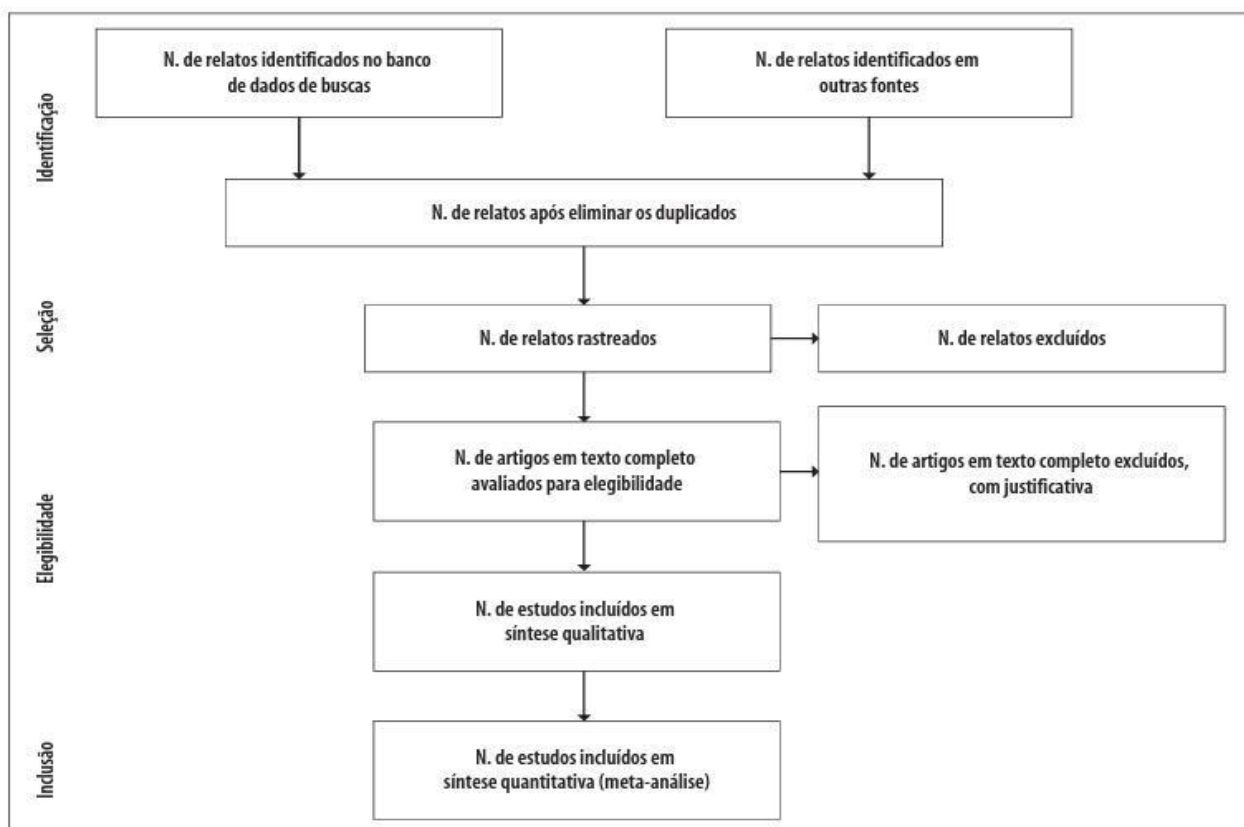 Identificação
N. de relatos identificados no banco
de dados de buscas
N. de relatos identificados em
outras fontes
N. de relatos após eliminar os duplicados
Seleção
N. de relatos rastreados
N. de relatos excluídos
Elegibilidade
N. de artigos em texto completo
avaliados para elegibilidade
N. de artigos em texto completo excluídos,
com justificativa
N. de estudos incluídos em
síntese qualitativa
Inclusão
N. de estudos incluídos em
síntese quantitativa (meta-análise)